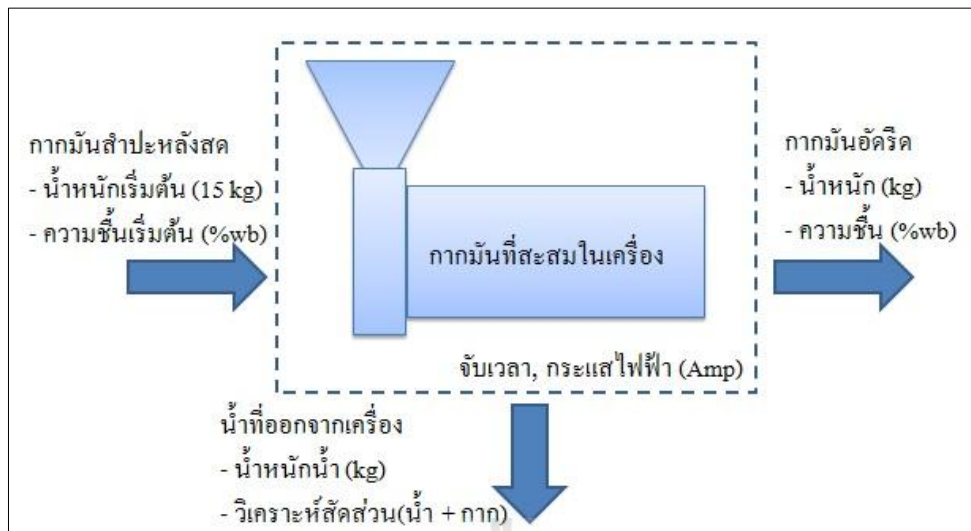 กากมันสำปะหลังสด
- น้ำหนักเริ่มต้น (15 kg)
- ความชื้นเริ่มต้น (%wb)
กากมันที่สะสมในเครื่อง
กากมันอัดรีด
- น้ำหนัก (kg)
- ความชื้น (%wb)
จับเวลา, กระแสไฟฟ้า (Amp)
น้ำที่ออกจากเครื่อง
- น้ำหนักน้ำ (kg)
- วิเคราะห์สัดส่วน(น้ำ + กาก)